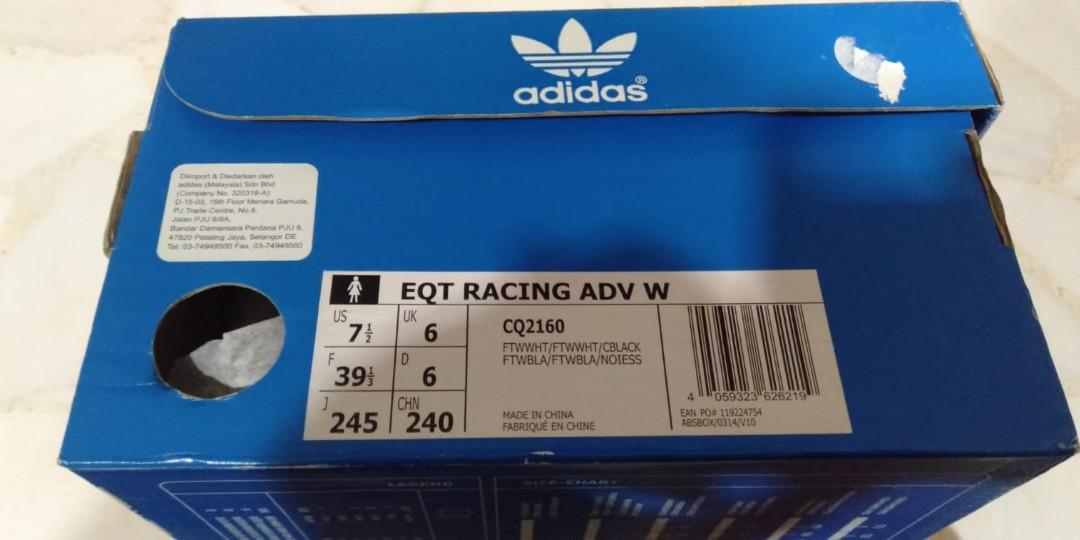 adidas®
Diimport & Diedarkan oleh
adidas (Malaysia) Sdn Bhd
(Company No. 320318-A)
D-15-03, 15th Floor Menara Gamuda,
PJ Trade Centre, No 8,
Jalan PJU 8/8A,
Bandar Damansara Perdana PJU 8,
47820 Petaling Jaya, Selangor DE
Tel: 03-74949500 Fax: 03-74949560
EQT RACING ADV W
US 7½ UK 6
F 39⅓ D 6
J 245 CHN 240
CQ2160
FTWWHT/FTWWHT/CBLACK
FTWBLA/FTWBLA/NOIESS
MADE IN CHINA
FABRIQUÉ EN CHINE
4 059323 626219
EAN PO# 119224754
ABSBOX/0314/V10
LEGEND SIZE-CHART